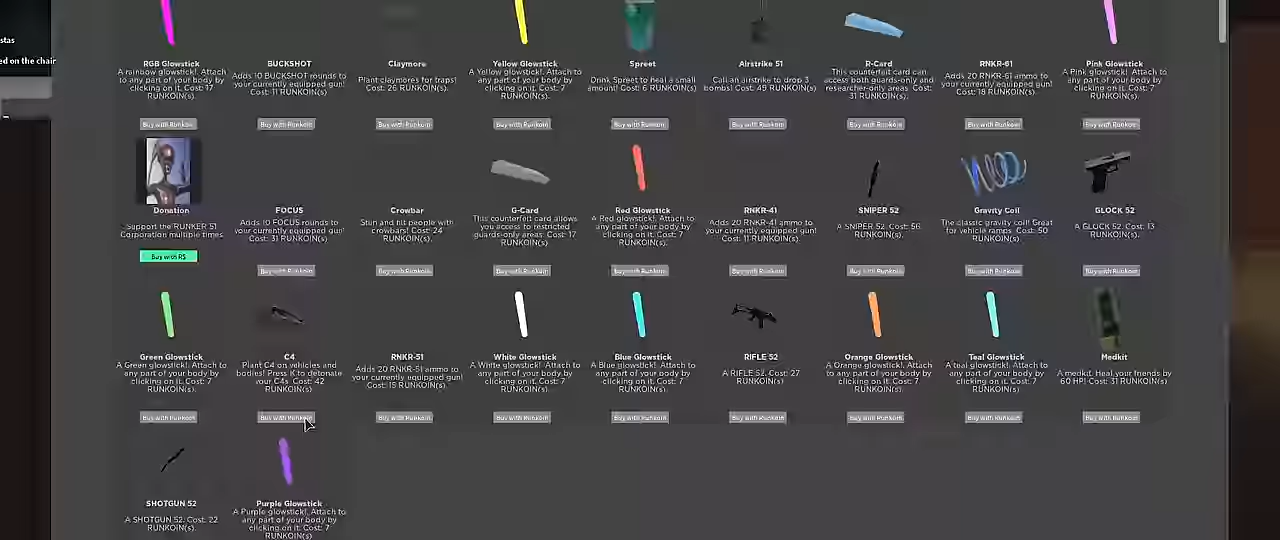 stas
ed on the chair
RGB Glowstick
A rainbow glowstick!. Attach
to any part of your body by
clicking on it. Cost: 17
RUNKOIN(s).
Buy with Runkoin
BUCKSHOT
Adds 10 BUCKSHOT rounds to
your currently equipped gun!
Cost: 11 RUNKOIN(s).
Buy with Runkoin
Claymore
Plant claymores for traps!
Cost: 26 RUNKOIN(s).
Buy with Runkoin
Yellow Glowstick
A Yellow glowstick!. Attach to
any part of your body by
clicking on it. Cost: 7
RUNKOIN(s).
Buy with Runkoin
Spreet
Drink Spreet to heal a small
amount! Cost: 6 RUNKOIN(s)
Buy with Runkoin
Airstrike 51
Call an airstrike to drop 3
bombs! Cost: 49 RUNKOIN(s)
Buy with Runkoin
R-Card
This counterfeit card can
access both guards-only and
researcher-only areas. Cost:
31 RUNKOIN(s).
Buy with Runkoin
RNKR-61
Adds 20 RNKR-61 ammo to
your currently equipped gun!
Cost: 18 RUNKOIN(s).
Buy with Runkoin
Pink Glowstick
A Pink glowstick!. Attach to
any part of your body by
clicking on it. Cost: 7
RUNKOIN(s).
Buy with Runkoin
Donation
Support the RUNKER 51
Corporation multiple times
Buy with R$
FOCUS
Adds 10 FOCUS rounds to
your currently equipped gun!
Cost: 31 RUNKOIN(s).
Buy with Runkoin
Crowbar
Stun and hit people with
crowbars! Cost: 24
RUNKOIN(s).
Buy with Runkoin
G-Card
This counterfeit card allows
you access to restricted
guards-only areas. Cost: 17
RUNKOIN(s).
Buy with Runkoin
Red Glowstick
A Red glowstick!. Attach to
any part of your body by
clicking on it. Cost: 7
RUNKOIN(s).
Buy with Runkoin
RNKR-41
Adds 20 RNKR-41 ammo to
your currently equipped gun!
Cost: 11 RUNKOIN(s).
Buy with Runkoin
SNIPER 52
A SNIPER 52. Cost: 56
RUNKOIN(s).
Buy with Runkoin
Gravity Coil
The classic gravity coil! Great
for vehicle ramps. Cost: 50
RUNKOIN(s).
Buy with Runkoin
GLOCK 52
A GLOCK 52. Cost: 13
RUNKOIN(s).
Buy with Runkoin
Green Glowstick
A Green glowstick!. Attach to
any part of your body by
clicking on it. Cost: 7
RUNKOIN(s).
Buy with Runkoin
C4
Plant C4 on vehicles and
bodies! Press K to detonate
your C4s. Cost: 42
RUNKOIN(s)
Buy with Runkoin
RNKR-51
Adds 20 RNKR-51 ammo to
your currently equipped gun!
Cost: 15 RUNKOIN(s).
Buy with Runkoin
White Glowstick
A White glowstick!. Attach to
any part of your body by
clicking on it. Cost: 7
RUNKOIN(s).
Buy with Runkoin
Blue Glowstick
A Blue glowstick!. Attach to
any part of your body by
clicking on it. Cost: 7
RUNKOIN(s).
Buy with Runkoin
RIFLE 52
A RIFLE 52. Cost: 27
RUNKOIN(s).
Buy with Runkoin
Orange Glowstick
A Orange glowstick!. Attach to
any part of your body by
clicking on it. Cost: 7
RUNKOIN(s).
Buy with Runkoin
Teal Glowstick
A teal glowstick!. Attach to
any part of your body by
clicking on it. Cost: 7
RUNKOIN(s).
Buy with Runkoin
Medkit
A medkit. Heal your friends by
60 HP! Cost: 31 RUNKOIN(s)
Buy with Runkoin
SHOTGUN 52
A SHOTGUN 52. Cost: 22
RUNKOIN(s).
Purple Glowstick
A Purple glowstick!. Attach to
any part of your body by
clicking on it. Cost: 7
RUNKOIN(s)